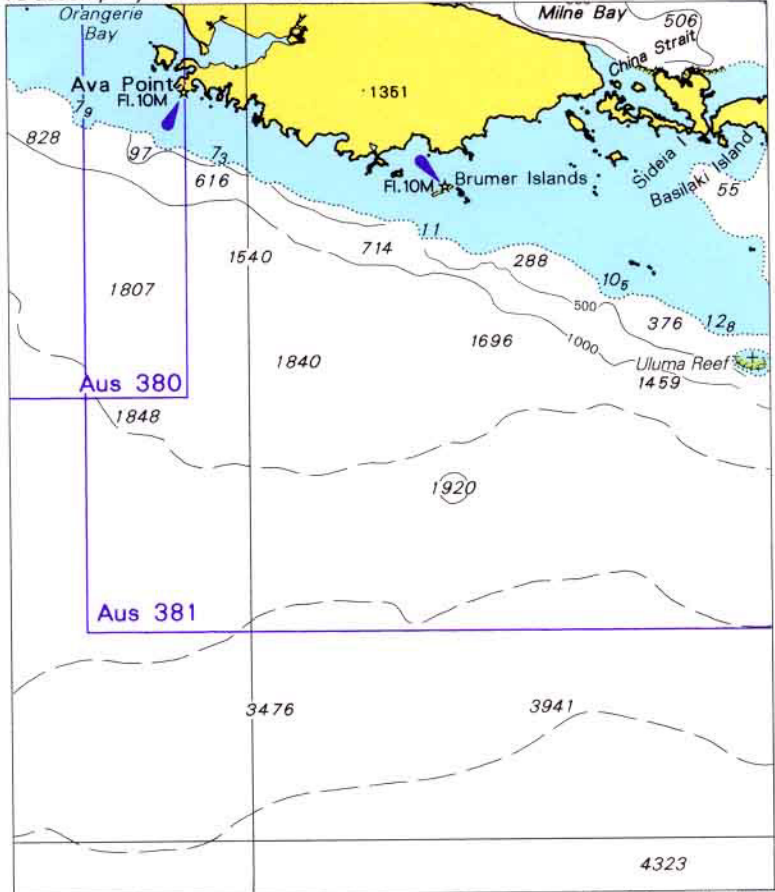 Orangerie
Bay
Milne Bay
506
China Strait
Ava Point
Fl.10M
1351
7₉
828
97
7₃
616
Fl.10M
Brumer Islands
Sideia I
Basilaki Island
55
11
714
288
1540
10₅
1807
500
376
12₈
1696
1000
1840
Uluma Reef
1459
Aus 380
1848
1920
Aus 381
3476
3941
4323